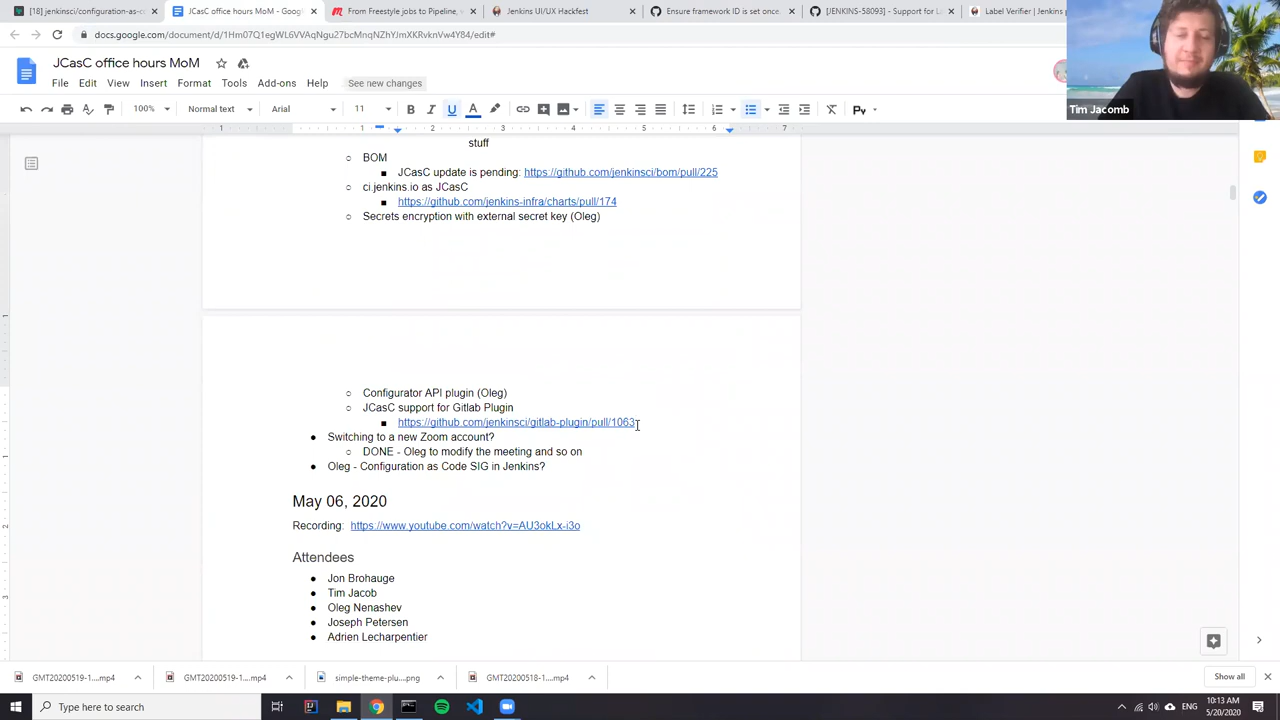 [18] jenkinsci/configuration-as-c
JCasC office hours MoM - Goog
From Freestyle jobs to Pipeline, w
Jenkins UI/UX Hackfest
Ensure framework ID is set once.
[JENKINS-58093] - Support for L
Label Verifier | Jenkins p
docs.google.com/document/d/1Hm07Q1egWL6VVAqNgu27bcMnqNZhYJmXKRvknVw4Y84/edit#
JCasC office hours MoM
File Edit View Insert Format Tools Add-ons Help See new changes
100% Normal text Arial 11
Tim Jacomb
stuff
BOM
JCasC update is pending: https://github.com/jenkinsci/bom/pull/225
ci.jenkins.io as JCasC
https://github.com/jenkins-infra/charts/pull/174
Secrets encryption with external secret key (Oleg)
Configurator API plugin (Oleg)
JCasC support for Gitlab Plugin
https://github.com/jenkinsci/gitlab-plugin/pull/1063
Switching to a new Zoom account?
DONE - Oleg to modify the meeting and so on
Oleg - Configuration as Code SIG in Jenkins?
May 06, 2020
Recording: https://www.youtube.com/watch?v=AU3okLx-i3o
Attendees
Jon Brohauge
Tim Jacob
Oleg Nenashev
Joseph Petersen
Adrien Lecharpentier
GMT20200519-1....mp4
GMT20200519-1....mp4
simple-theme-plu....png
GMT20200518-1....mp4
Show all
Type here to search
ENG
10:13 AM
5/20/2020